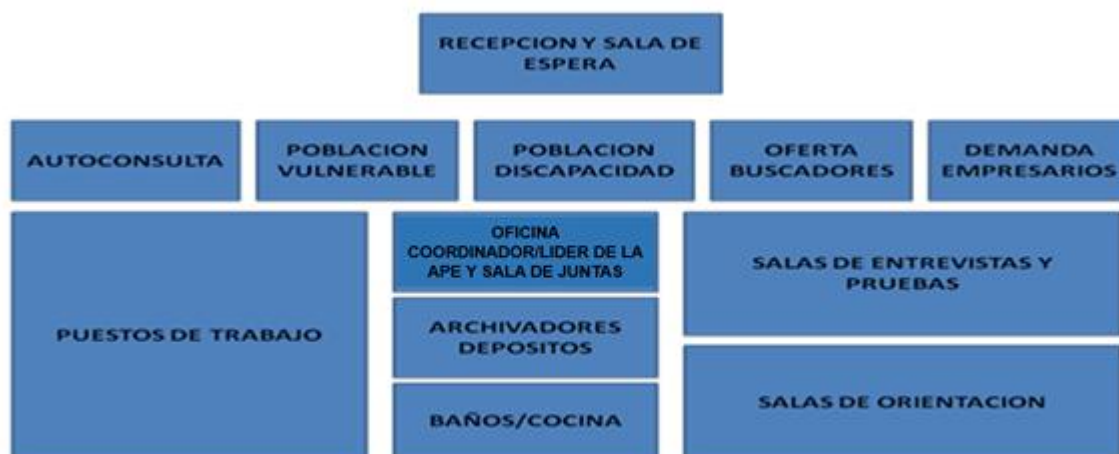 RECEPCION Y SALA DE
ESPERA
AUTOCONSULTA
POBLACION
VULNERABLE
POBLACION
DISCAPACIDAD
OFERTA
BUSCADORES
DEMANDA
EMPRESARIOS
PUESTOS DE TRABAJO
OFICINA
COORDINADOR/LIDER DE LA
APE Y SALA DE JUNTAS
ARCHIVADORES
DEPOSITOS
BAÑOS/COCINA
SALAS DE ENTREVISTAS Y
PRUEBAS
SALAS DE ORIENTACION